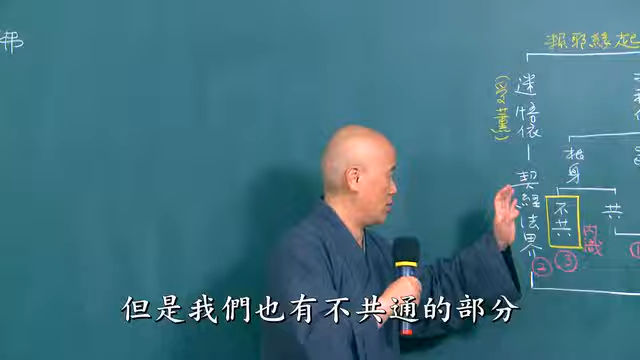 佛
賴耶緣起
(受薰)
迷悟依—契經法界
根身
共
不共
內識
①
③
②
但是我們也有不共通的部分